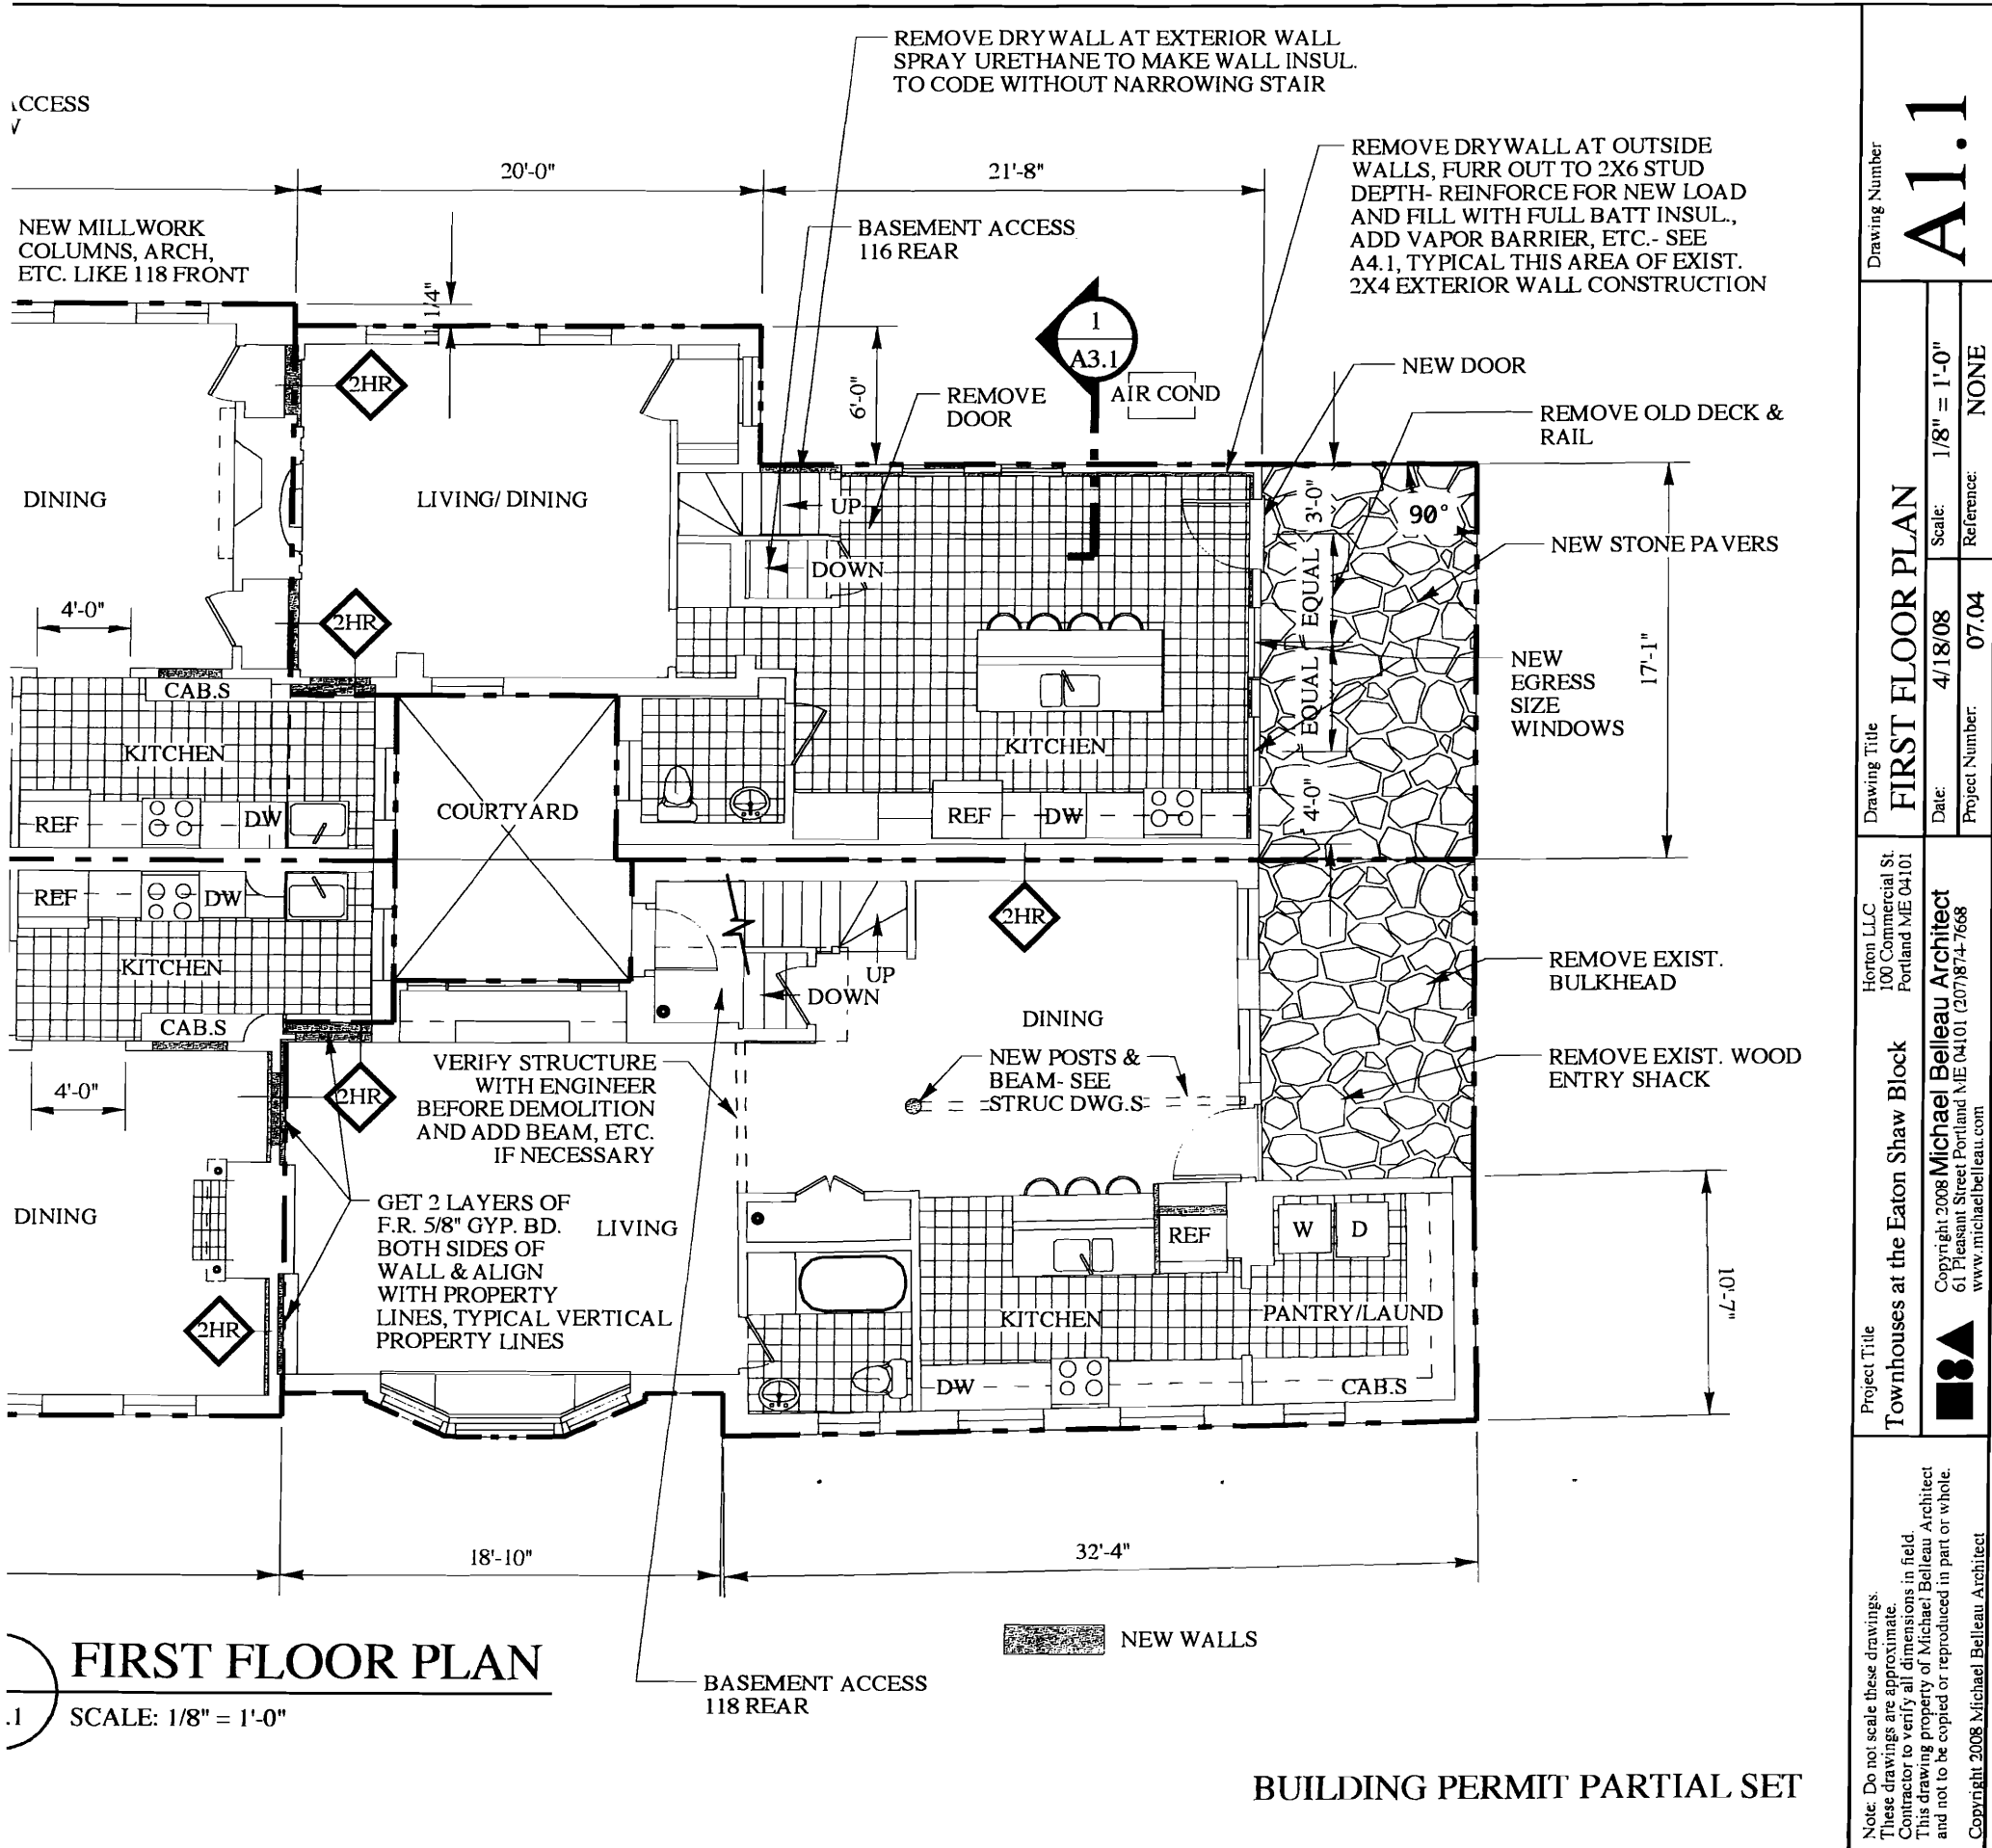 REMOVE DRYWALL AT EXTERIOR WALL
SPRAY URETHANE TO MAKE WALL INSUL.
TO CODE WITHOUT NARROWING STAIR
ACCESS
REMOVE DRYWALL AT OUTSIDE
WALLS, FURR OUT TO 2X6 STUD
DEPTH- REINFORCE FOR NEW LOAD
AND FILL WITH FULL BATT INSUL.,
ADD VAPOR BARRIER, ETC.- SEE
A4.1, TYPICAL THIS AREA OF EXIST.
2X4 EXTERIOR WALL CONSTRUCTION
20'-0"
21'-8"
NEW MILLWORK
COLUMNS, ARCH,
ETC. LIKE 118 FRONT
BASEMENT ACCESS
116 REAR
11 1/4"
1
A3.1
6'-0"
AIR COND
REMOVE
DOOR
NEW DOOR
REMOVE OLD DECK &
RAIL
2HR
DINING
LIVING/ DINING
UP
DOWN
3'-0"
90°
NEW STONE PAVERS
EQUAL
EQUAL
4'-0"
4'-0"
2HR
17'-1"
NEW
EGRESS
SIZE
WINDOWS
CAB.S
KITCHEN
KITCHEN
COURTYARD
REF
DW
REF
DW
REF
DW
2HR
KITCHEN
CAB.S
UP
DOWN
DINING
REMOVE EXIST.
BULKHEAD
4'-0"
2HR
VERIFY STRUCTURE
WITH ENGINEER
BEFORE DEMOLITION
AND ADD BEAM, ETC.
IF NECESSARY
NEW POSTS &
BEAM- SEE
STRUC DWG.S
REMOVE EXIST. WOOD
ENTRY SHACK
DINING
GET 2 LAYERS OF
F.R. 5/8" GYP. BD.
BOTH SIDES OF
WALL & ALIGN
WITH PROPERTY
LINES, TYPICAL VERTICAL
PROPERTY LINES
LIVING
REF
W
D
10'-7"
2HR
KITCHEN
PANTRY/LAUND
DW
CAB.S
18'-10"
32'-4"
NEW WALLS
BASEMENT ACCESS
118 REAR
.1
FIRST FLOOR PLAN
SCALE: 1/8" = 1'-0"
BUILDING PERMIT PARTIAL SET
Drawing Number
A1.1
Drawing Title
FIRST FLOOR PLAN
Date:
4/18/08
Scale:
1/8" = 1'-0"
Project Number:
07.04
Reference:
NONE
Project Title
Townhouses at the Eaton Shaw Block
Horton LLC
100 Commercial St.
Portland ME 04101
Copyright 2008 Michael Belleau Architect
61 Pleasant Street Portland ME 04101 (207)874-7668
www.michaelbelleau.com
Note: Do not scale these drawings.
These drawings are approximate.
Contractor to verify all dimensions in field.
This drawing property of Michael Belleau Architect
and not to be copied or reproduced in part or whole.
Copyright 2008 Michael Belleau Architect